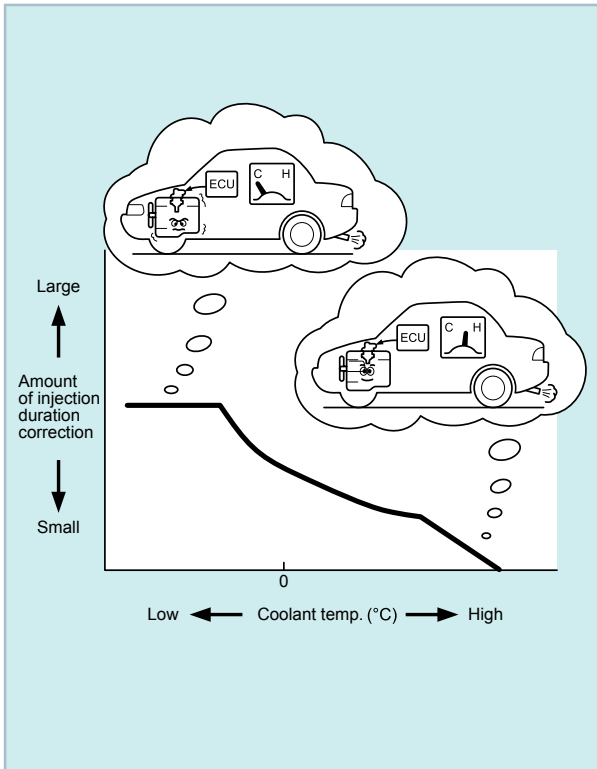 C H
ECU
C H
ECU
Large
Amount
of injection
duration
correction
Small
0
Low Coolant temp. (°C) High